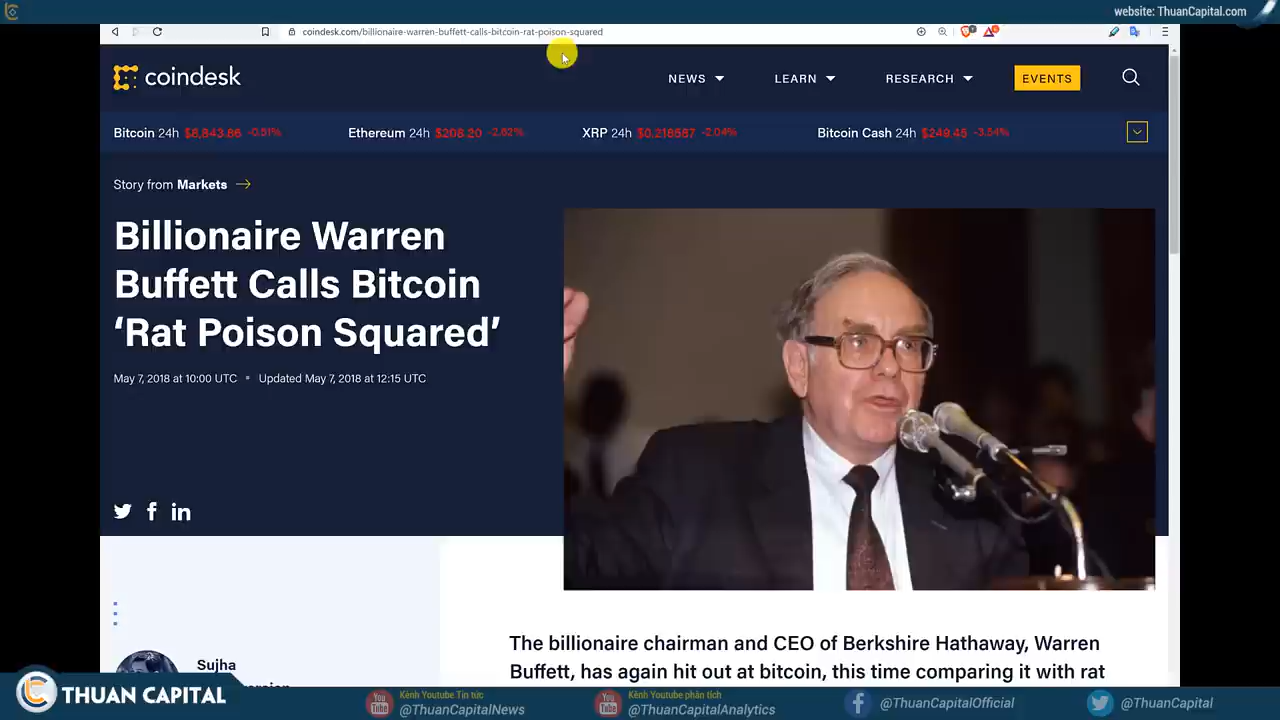 website: ThuanCapital.com
coindesk.com/billionaire-warren-buffett-calls-bitcoin-rat-poison-squared
coindesk
NEWS LEARN RESEARCH EVENTS
Bitcoin 24h $8,843.86 -0.51% Ethereum 24h $206.20 -2.62% XRP 24h $0.216567 -2.04% Bitcoin Cash 24h $249.45 -3.54%
Story from Markets
Billionaire Warren
Buffett Calls Bitcoin
‘Rat Poison Squared’
May 7, 2018 at 10:00 UTC Updated May 7, 2018 at 12:15 UTC
The billionaire chairman and CEO of Berkshire Hathaway, Warren
Buffett, has again hit out at bitcoin, this time comparing it with rat
Sujha
THUAN CAPITAL
Kênh Youtube Tin tức
@ThuanCapitalNews
Kênh Youtube phân tích
@ThuanCapitalAnalytics
@ThuanCapitalOfficial
@ThuanCapital